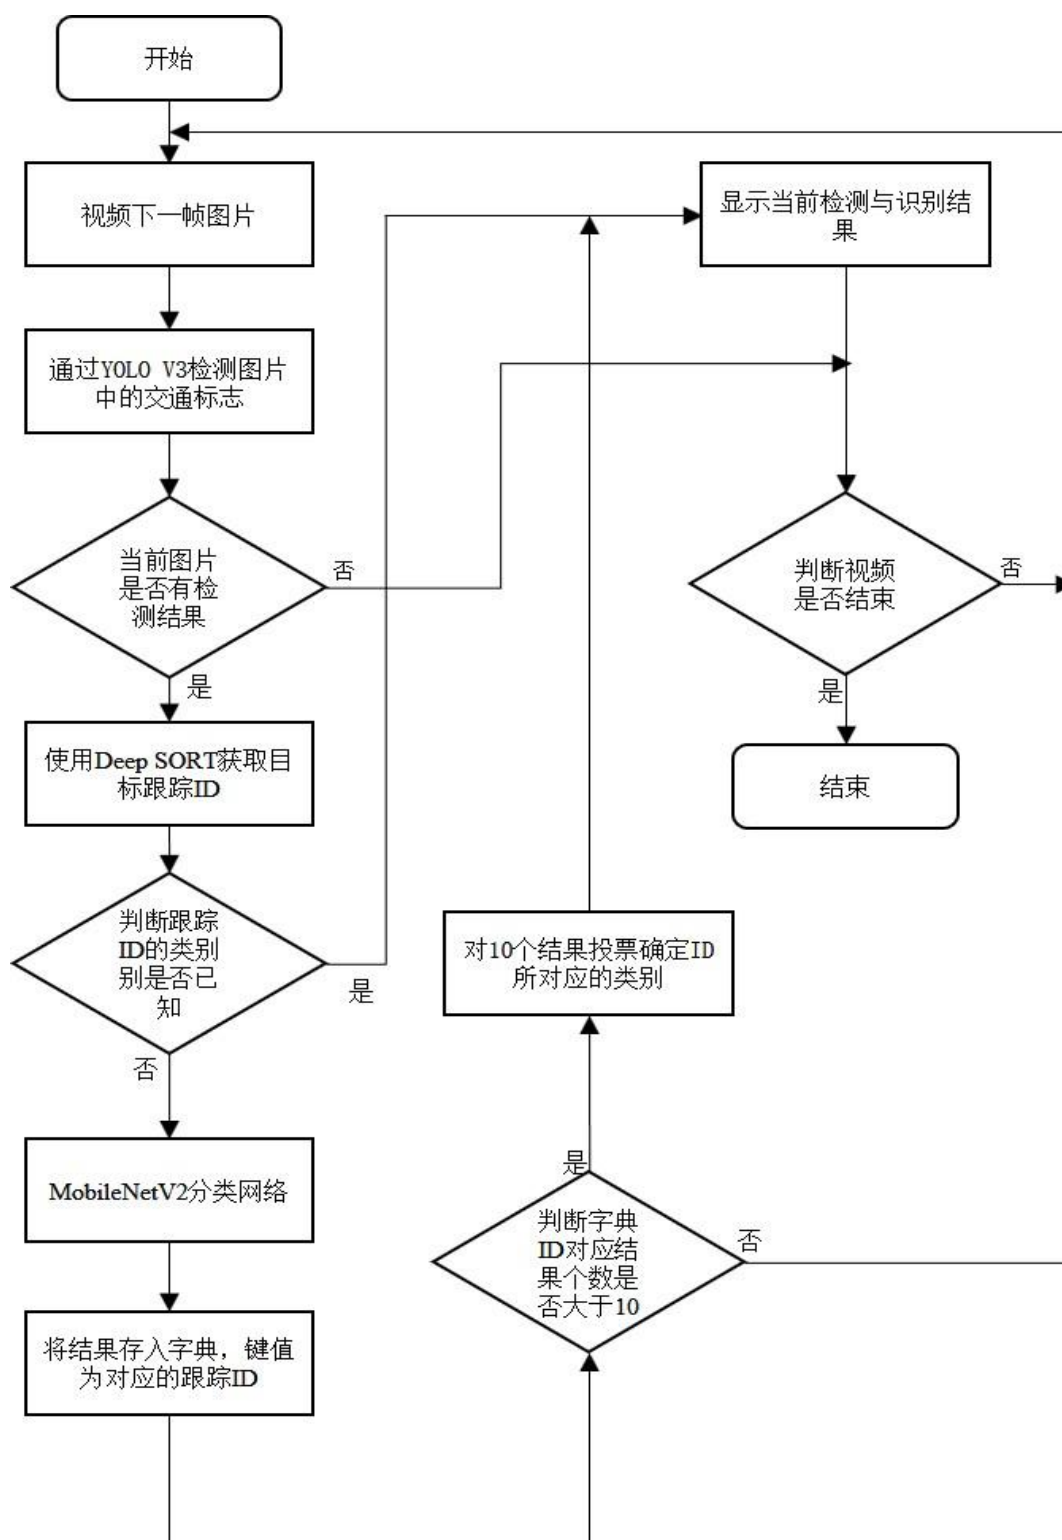 开始
视频下一帧图片
通过YOLO V3检测图片
中的交通标志
当前图片
是否有检
测结果
否
是
使用Deep SORT获取目
标跟踪ID
判断跟踪
ID的类别
别是否已
知
是
否
MobileNetV2分类网络
将结果存入字典，键值
为对应的跟踪ID
判断字典
ID对应结
果个数是
否大于10
是
否
对10个结果投票确定ID
所对应的类别
显示当前检测与识别结
果
判断视频
是否结束
否
是
结束